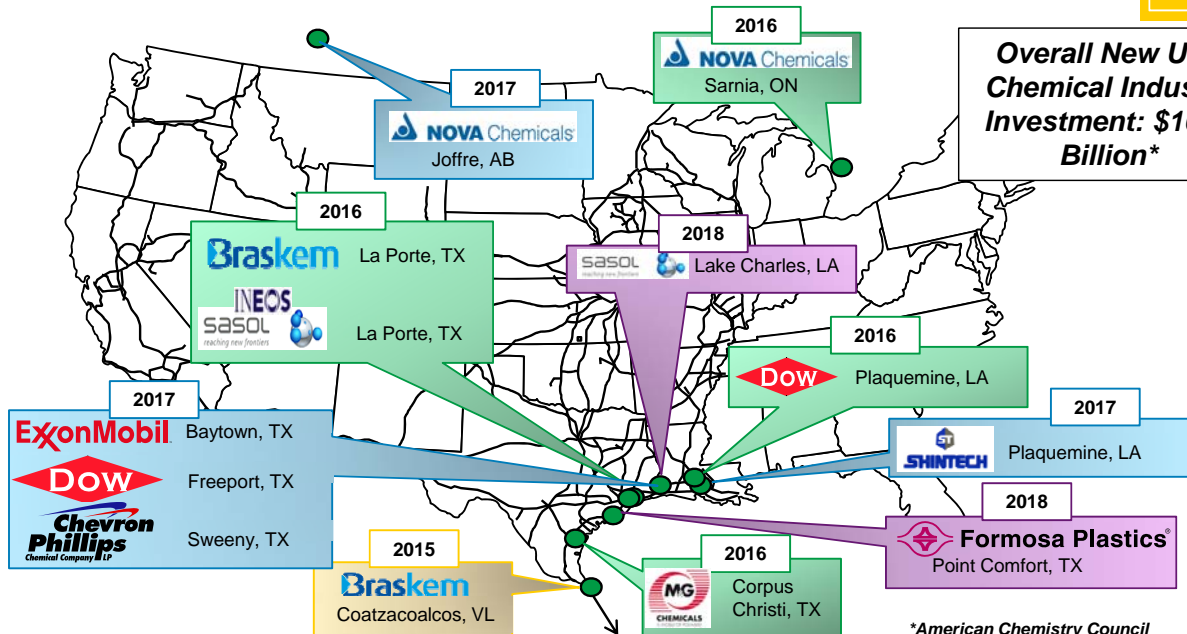 2016
NOVA Chemicals
Sarnia, ON
Overall New U
Chemical Indus
Investment: $1
Billion*
2017
NOVA Chemicals
Joffre, AB
2016
Braskem La Porte, TX
INEOS
sasol
reaching new frontiers
La Porte, TX
2018
sasol
reaching new frontiers
Lake Charles, LA
2016
DOW Plaquemine, LA
2017
ExxonMobil Baytown, TX
DOW Freeport, TX
Chevron
Phillips
Chemical Company LP
Sweeny, TX
2017
ST
SHINTECH
Plaquemine, LA
2018
Formosa Plastics®
Point Comfort, TX
2015
Braskem
Coatzacoalcos, VL
2016
M&G
CHEMICALS
Corpus
Christi, TX
*American Chemistry Council